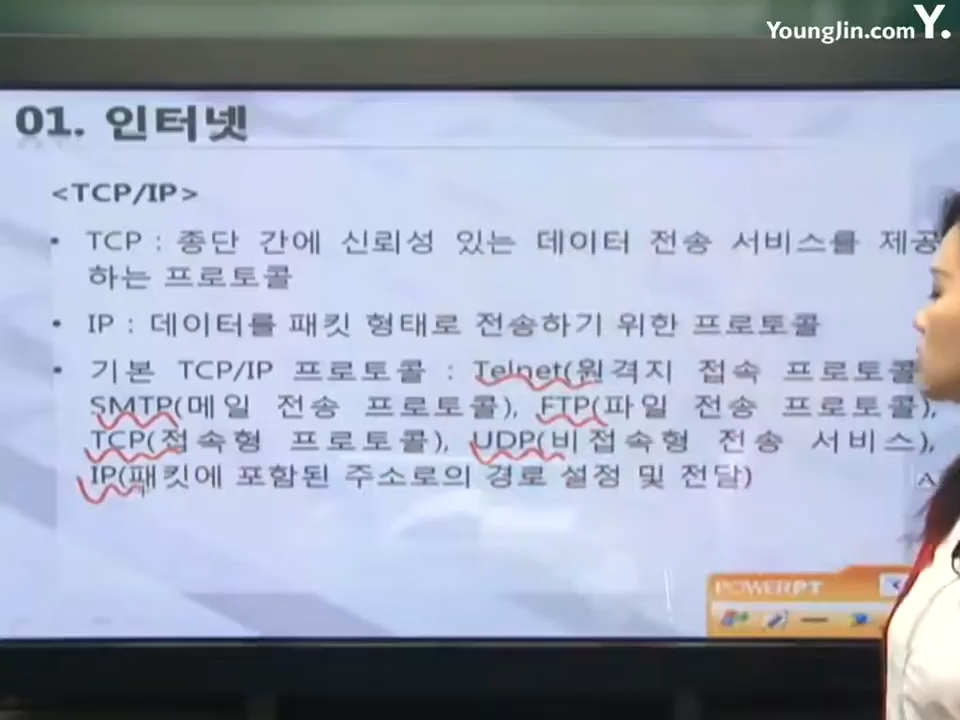 YoungJin.com Y.
01. 인터넷
<TCP/IP>
• TCP : 종단 간에 신뢰성 있는 데이터 전송 서비스를 제공
하는 프로토콜
• IP : 데이터를 패킷 형태로 전송하기 위한 프로토콜
• 기본 TCP/IP 프로토콜 : Telnet(원격지 접속 프로토콜
SMTP(메일 전송 프로토콜), FTP(파일 전송 프로토콜),
TCP(접속형 프로토콜), UDP(비접속형 전송 서비스),
IP(패킷에 포함된 주소로의 경로 설정 및 전달)
POWERPT